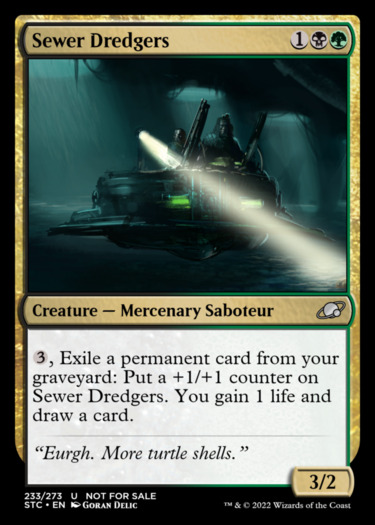 Sewer Dredgers 1
Creature — Mercenary Saboteur
3, Exile a permanent card from your
graveyard: Put a +1/+1 counter on
Sewer Dredgers. You gain 1 life and
draw a card.
“Eurgh. More turtle shells.”
3/2
233/273 U NOT FOR SALE
STC • EN GORAN DELIC
™ & © 2022 Wizards of the Coast